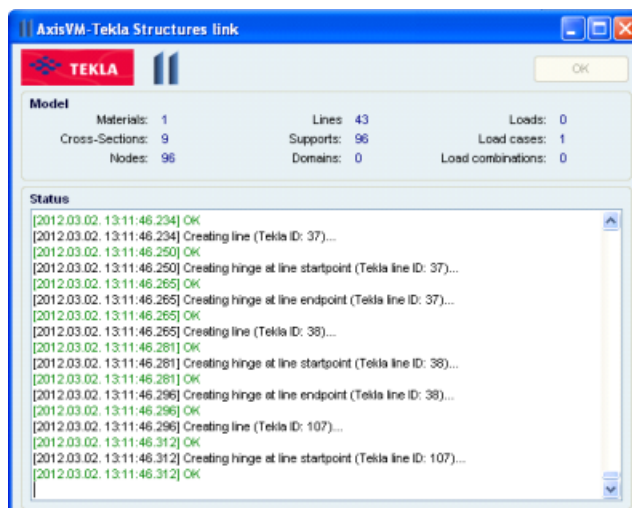 AxisVM-Tekla Structures link
TEKLA
OK
Model
Materials: 1 Lines 43 Loads: 0
Cross-Sections: 9 Supports: 96 Load cases: 1
Nodes: 96 Domains: 0 Load combinations: 0
Status
[2012.03.02. 13:11:46.234] OK
[2012.03.02. 13:11:46.234] Creating line (Tekla ID: 37)...
[2012.03.02. 13:11:46.250] OK
[2012.03.02. 13:11:46.250] Creating hinge at line startpoint (Tekla line ID: 37)...
[2012.03.02. 13:11:46.265] OK
[2012.03.02. 13:11:46.265] Creating hinge at line endpoint (Tekla line ID: 37)...
[2012.03.02. 13:11:46.265] OK
[2012.03.02. 13:11:46.265] Creating line (Tekla ID: 38)...
[2012.03.02. 13:11:46.281] OK
[2012.03.02. 13:11:46.281] Creating hinge at line startpoint (Tekla line ID: 38)...
[2012.03.02. 13:11:46.281] OK
[2012.03.02. 13:11:46.296] Creating hinge at line endpoint (Tekla line ID: 38)...
[2012.03.02. 13:11:46.296] OK
[2012.03.02. 13:11:46.296] Creating line (Tekla ID: 107)...
[2012.03.02. 13:11:46.312] OK
[2012.03.02. 13:11:46.312] Creating hinge at line startpoint (Tekla line ID: 107)...
[2012.03.02. 13:11:46.312] OK